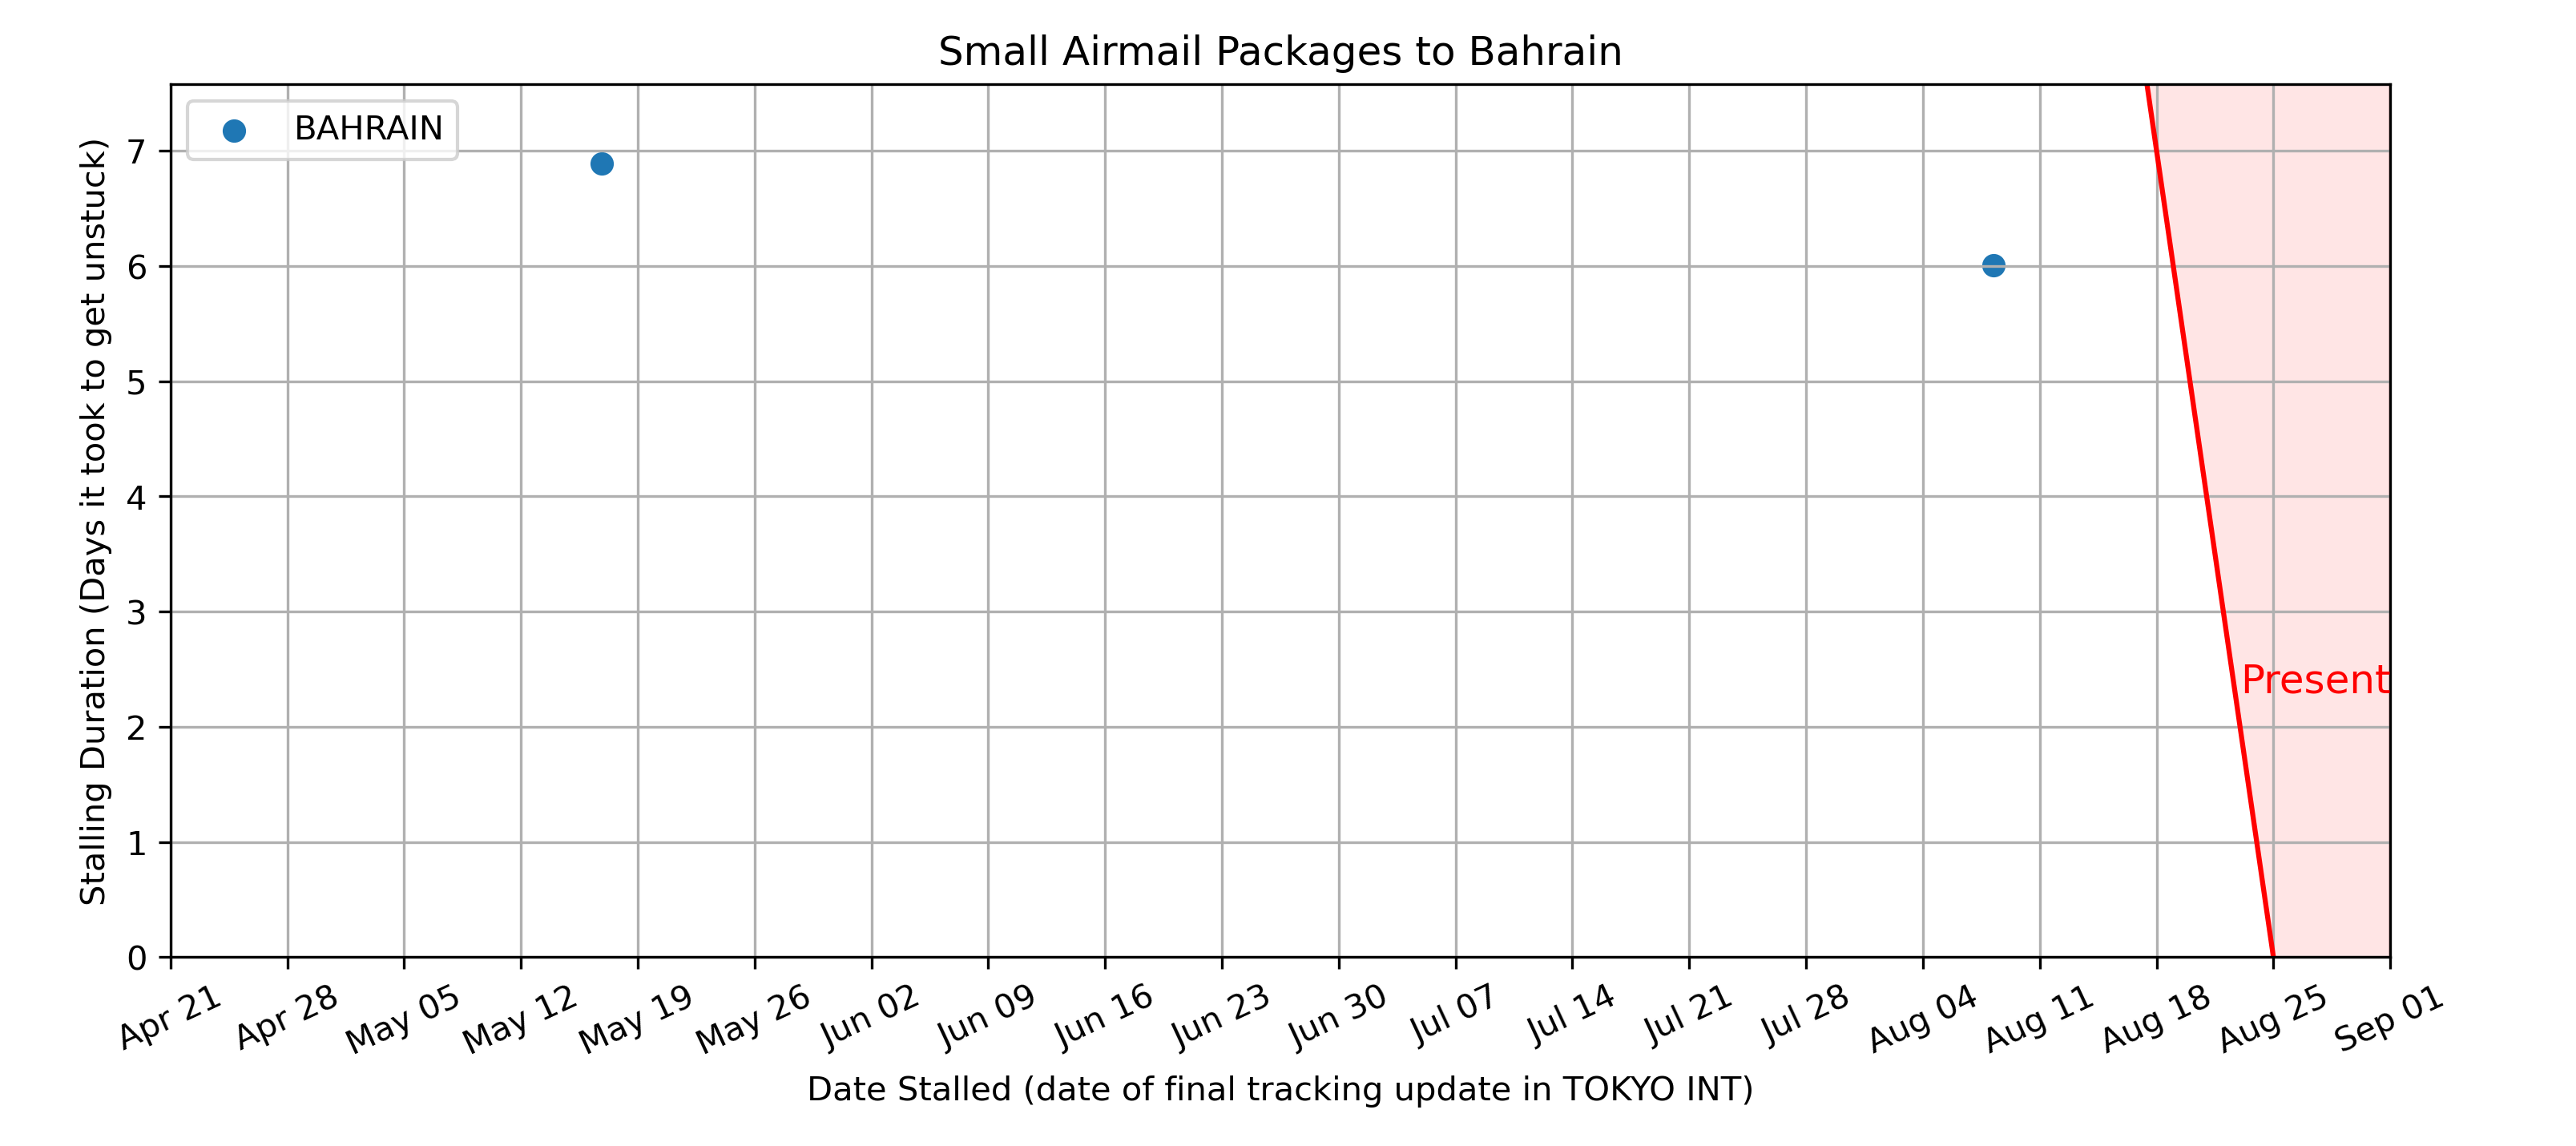 Small Airmail Packages to Bahrain
BAHRAIN
Stalling Duration (Days it took to get unstuck)
7
6
5
4
3
2
1
0
Present
Apr 21
Apr 28
May 05
May 12
May 19
May 26
Jun 02
Jun 09
Jun 16
Jun 23
Jun 30
Jul 07
Jul 14
Jul 21
Jul 28
Aug 04
Aug 11
Aug 18
Aug 25
Sep 01
Date Stalled (date of final tracking update in TOKYO INT)